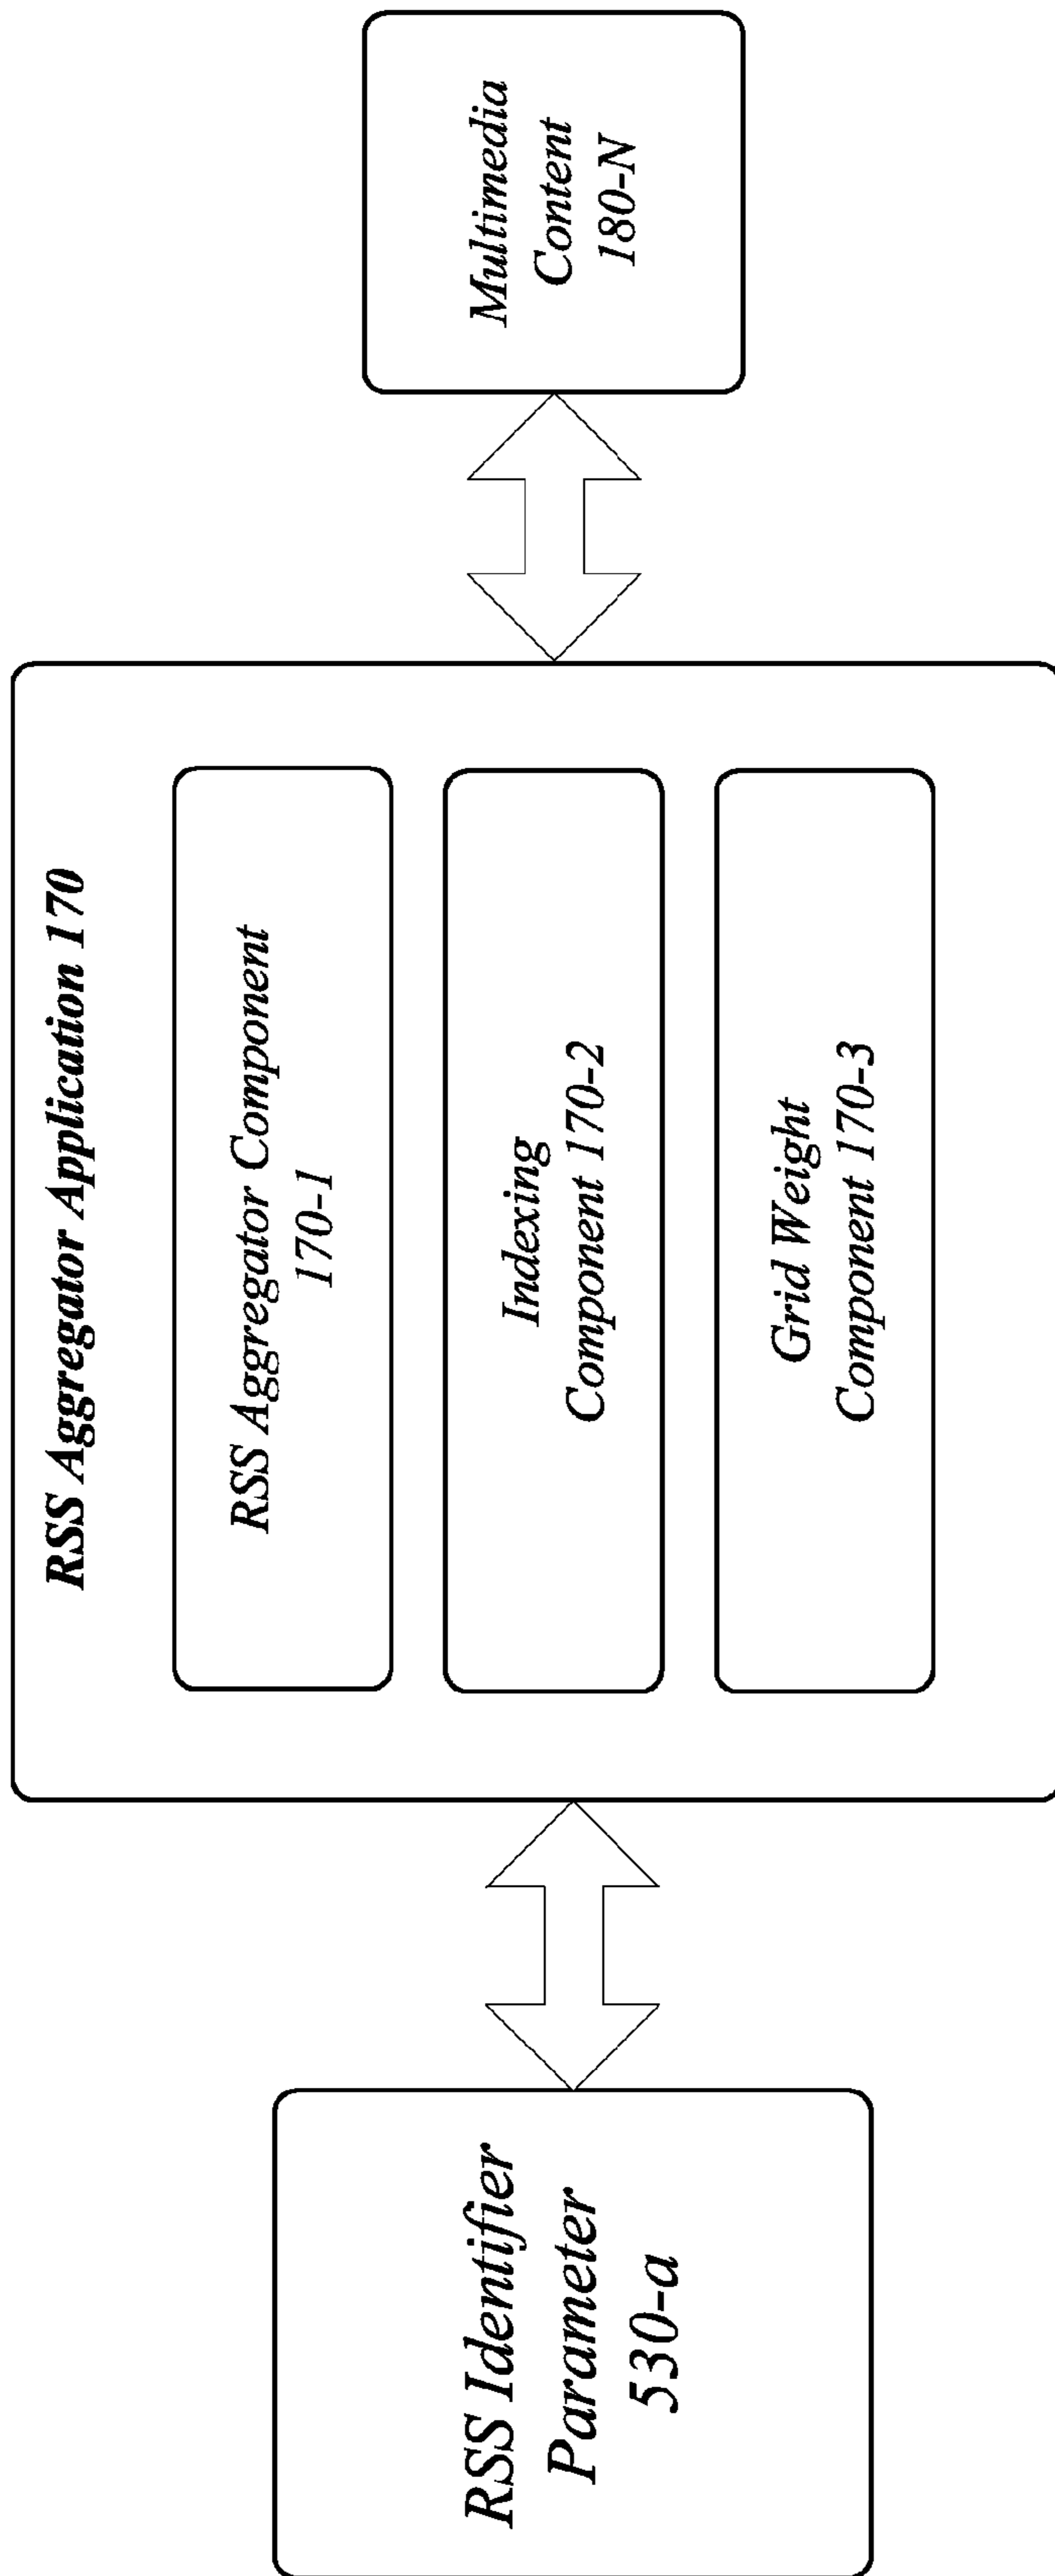 RSS Identifier
Parameter
530-a
RSS Aggregator Application 170
RSS Aggregator Component
170-1
Indexing
Component 170-2
Grid Weight
Component 170-3
Multimedia
Content
180-N